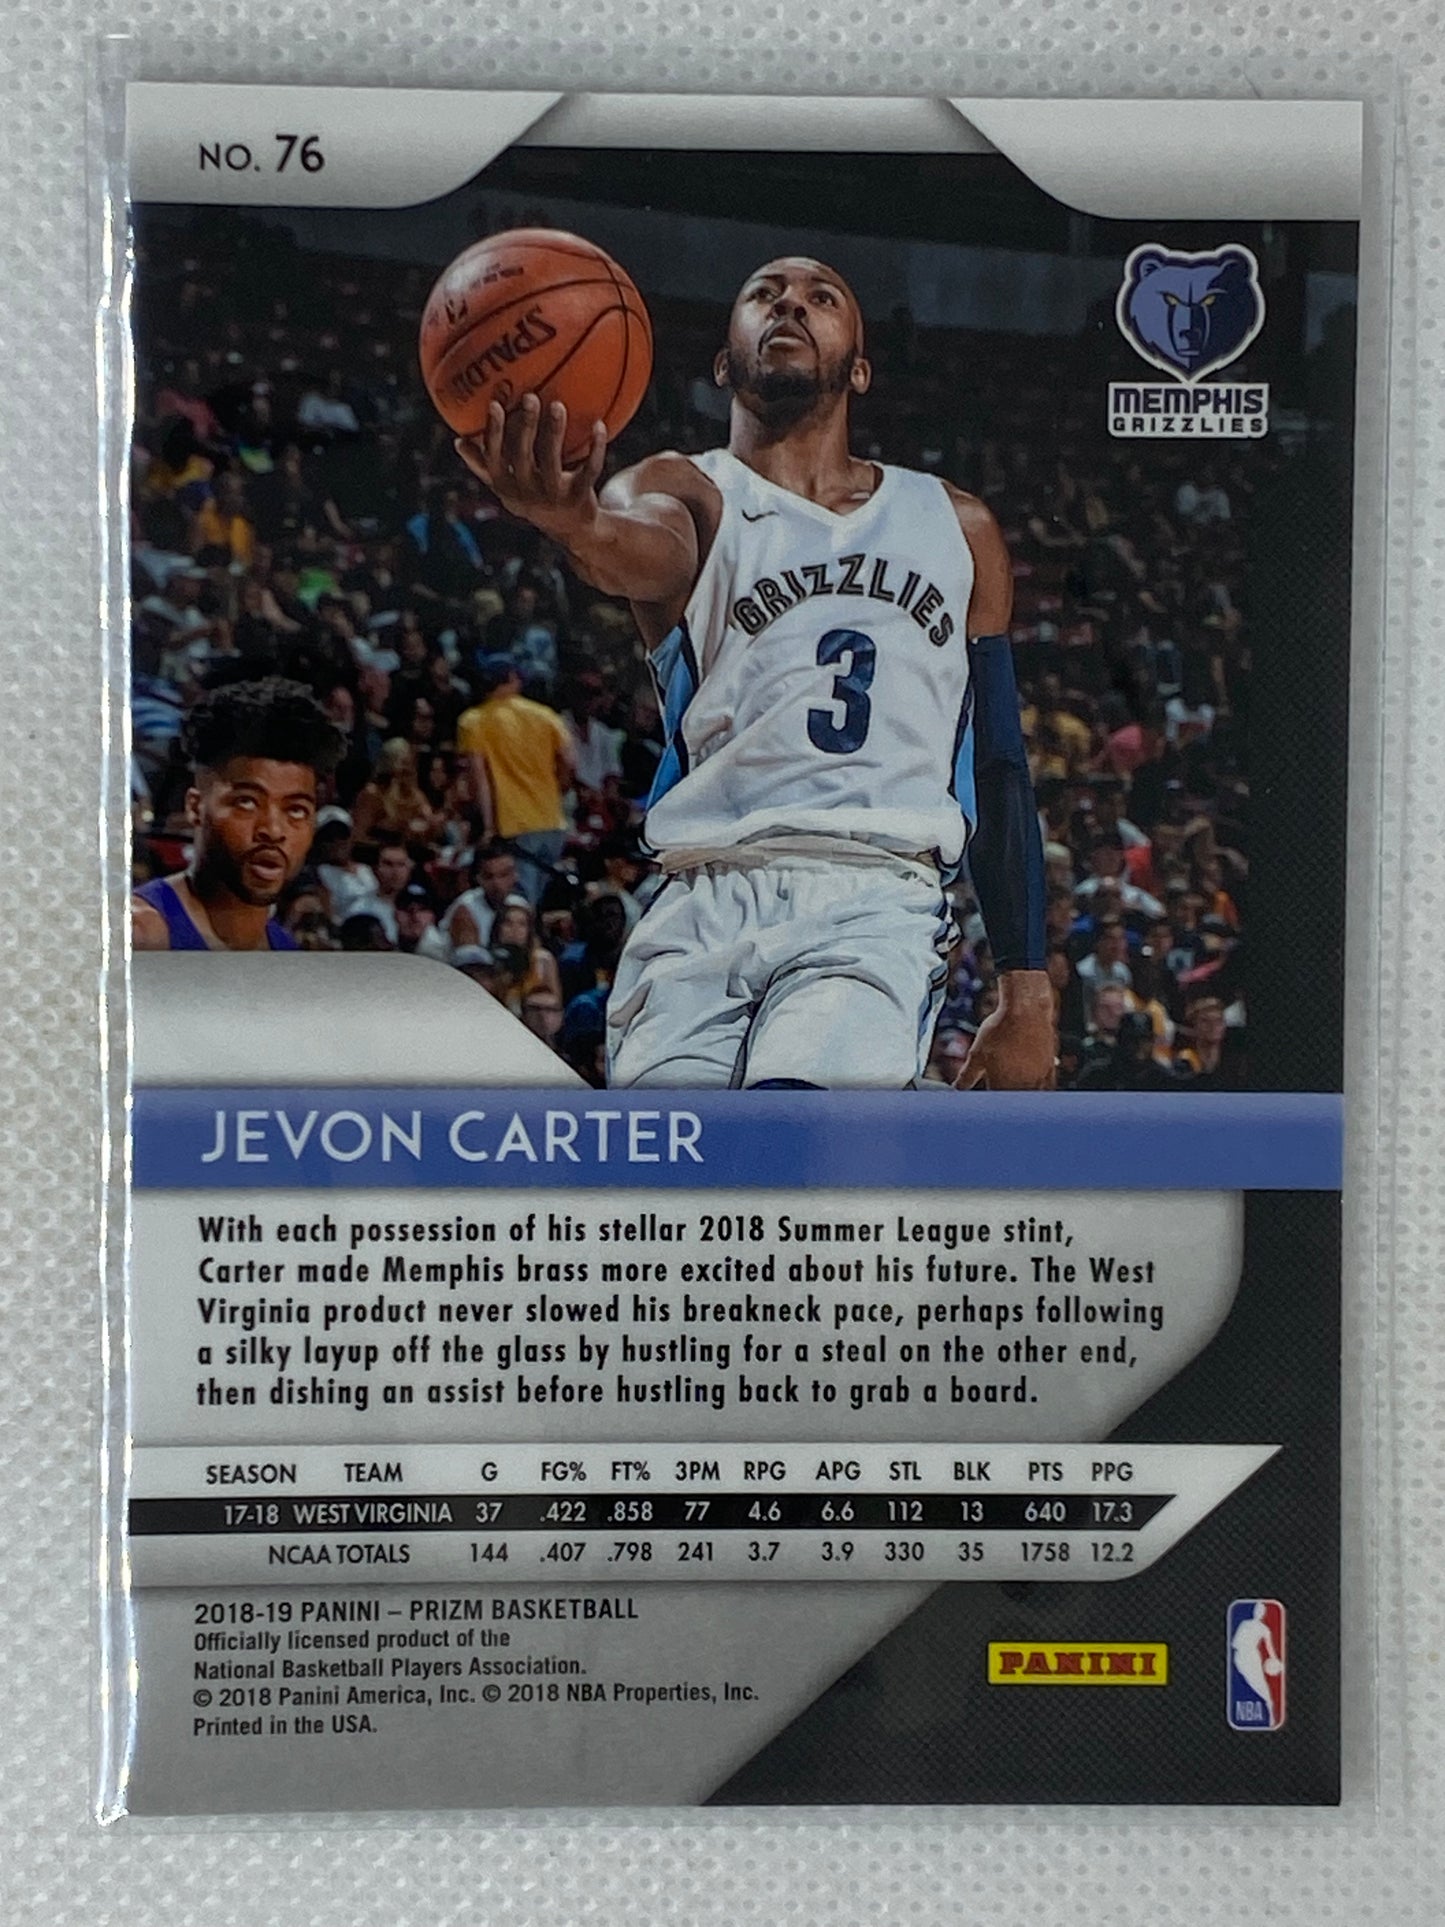 NO. 76
SPALDING
MEMPHIS
GRIZZLIES
GRIZZLIES
3
JEVON CARTER
With each possession of his stellar 2018 Summer League stint,
Carter made Memphis brass more excited about his future. The West
Virginia product never slowed his breakneck pace, perhaps following
a silky layup off the glass by hustling for a steal on the other end,
then dishing an assist before hustling back to grab a board.
SEASON TEAM G FG% FT% 3PM RPG APG STL BLK PTS PPG
17-18 WEST VIRGINIA 37 .422 .858 77 4.6 6.6 112 13 640 17.3
NCAA TOTALS 144 .407 .798 241 3.7 3.9 330 35 1758 12.2
2018-19 PANINI – PRIZM BASKETBALL
Officially licensed product of the
National Basketball Players Association.
© 2018 Panini America, Inc. © 2018 NBA Properties, Inc.
Printed in the USA.
PANINI
NBA